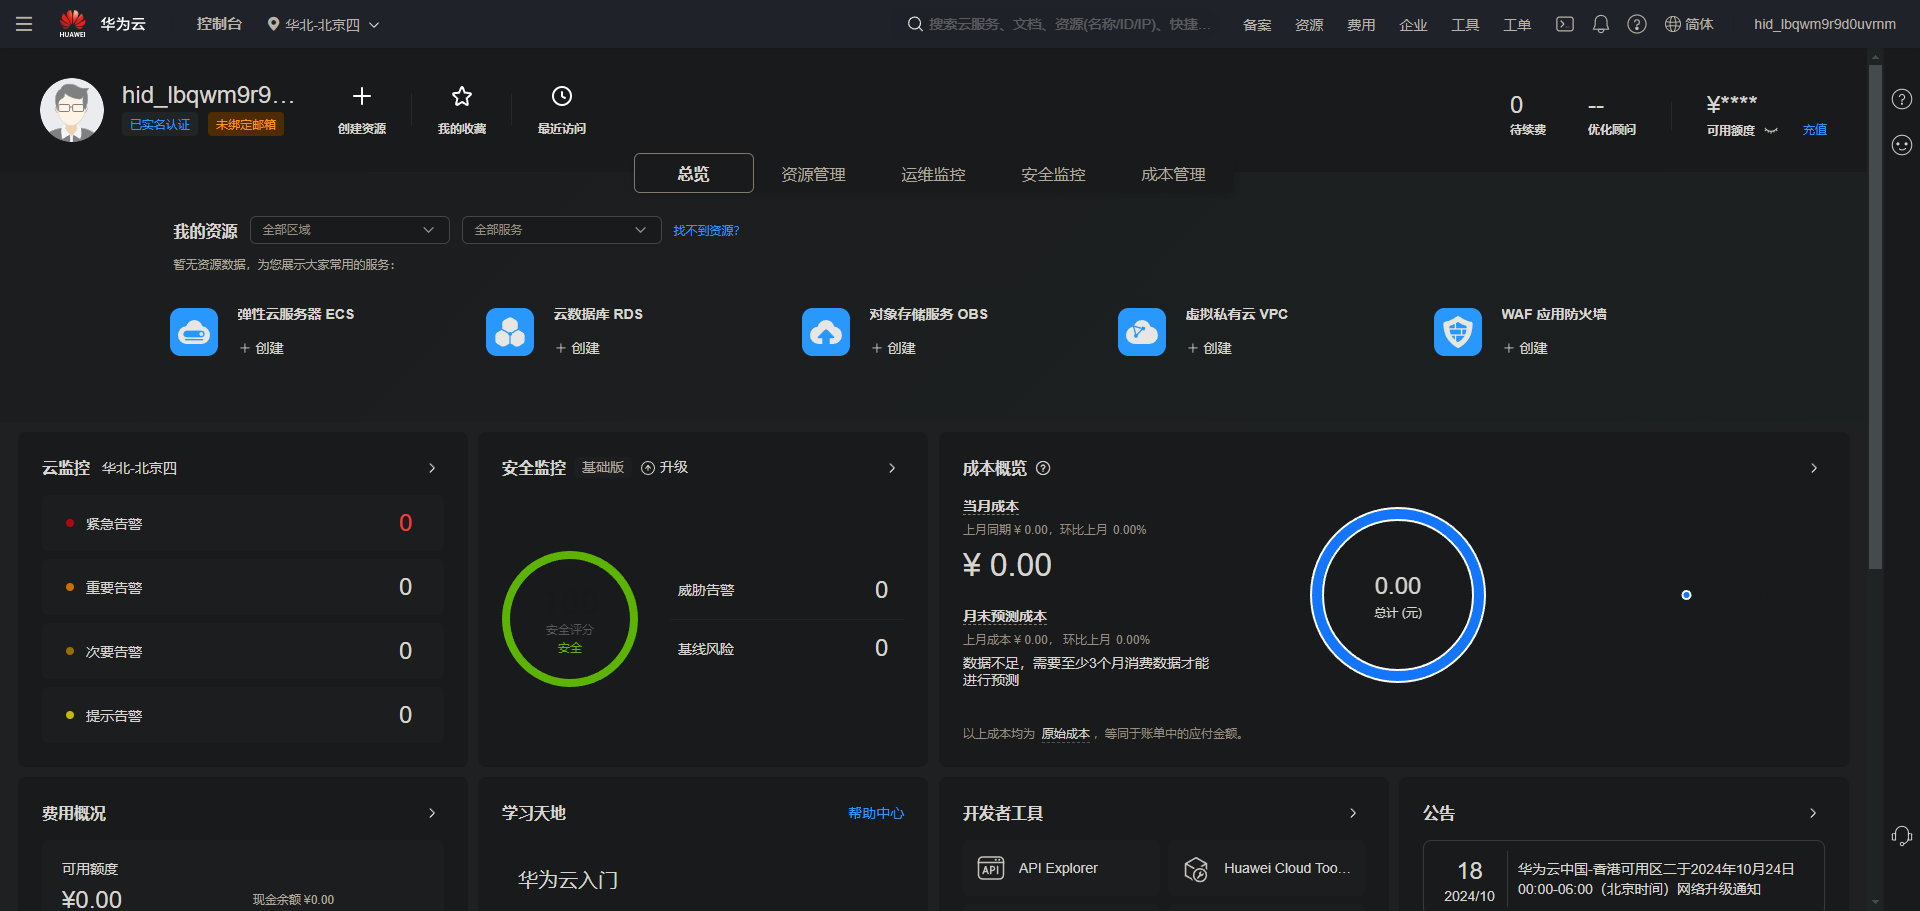 HUAWEI
华为云
控制台
华北-北京四
搜索云服务、文档、资源(名称/ID/IP)、快捷...
备案
资源
费用
企业
工具
工单
简体
hid_lbqwm9r9d0uvrnm
hid_lbqwm9r9...
已实名认证
未绑定邮箱
创建资源
我的收藏
最近访问
0
待续费
--
优化顾问
¥****
可用额度
充值
总览
资源管理
运维监控
安全监控
成本管理
我的资源
全部区域
全部服务
找不到资源?
暂无资源数据，为您展示大家常用的服务：
弹性云服务器 ECS
+ 创建
云数据库 RDS
+ 创建
对象存储服务 OBS
+ 创建
虚拟私有云 VPC
+ 创建
WAF 应用防火墙
+ 创建
云监控
华北-北京四
紧急告警
0
重要告警
0
次要告警
0
提示告警
0
安全监控
基础版
升级
安全评分
安全
威胁告警
0
基线风险
0
成本概览
当月成本
上月同期 ¥ 0.00，环比上月 0.00%
¥ 0.00
月末预测成本
上月成本 ¥ 0.00， 环比上月 0.00%
数据不足，需要至少3个月消费数据才能
进行预测
以上成本均为 原始成本 ，等同于账单中的应付金额。
0.00
总计 (元)
费用概况
可用额度
¥0.00
现金余额 ¥0.00
学习天地
帮助中心
华为云入门
开发者工具
API
API Explorer
Huawei Cloud Too...
公告
18
2024/10
华为云中国-香港可用区二于2024年10月24日
00:00-06:00（北京时间）网络升级通知